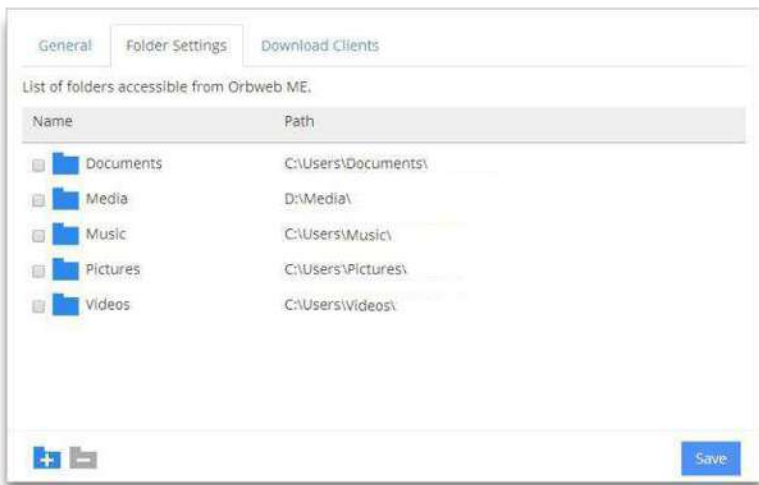 General Folder Settings Download Clients
List of folders accessible from Orbweb ME.
Name Path
Documents C:\Users\Documents\
Media D:\Media\
Music C:\Users\Music\
Pictures C:\Users\Pictures\
Videos C:\Users\Videos\
Save